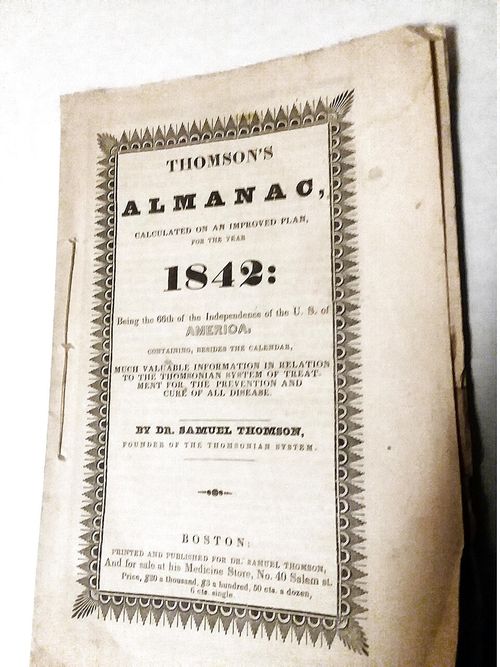 THOMSON'S
ALMANAC,
CALCULATED ON AN IMPROVED PLAN,
FOR THE YEAR
1842:
Being the 66th of the Independence of the U. S. of
AMERICA.
CONTAINING, BESIDES THE CALENDAR,
MUCH VALUABLE INFORMATION IN RELATION
TO THE THOMSONIAN SYSTEM OF TREAT-
MENT FOR THE PREVENTION AND
CURE OF ALL DISEASE.
BY DR. SAMUEL THOMSON,
FOUNDER OF THE THOMSONIAN SYSTEM.
BOSTON:
PRINTED AND PUBLISHED FOR DR. SAMUEL THOMSON,
And for sale at his Medicine Store, No. 40 Salem st.
Price, $20 a thousand, $3 a hundred, 50 cts. a dozen,
6 cts. single.